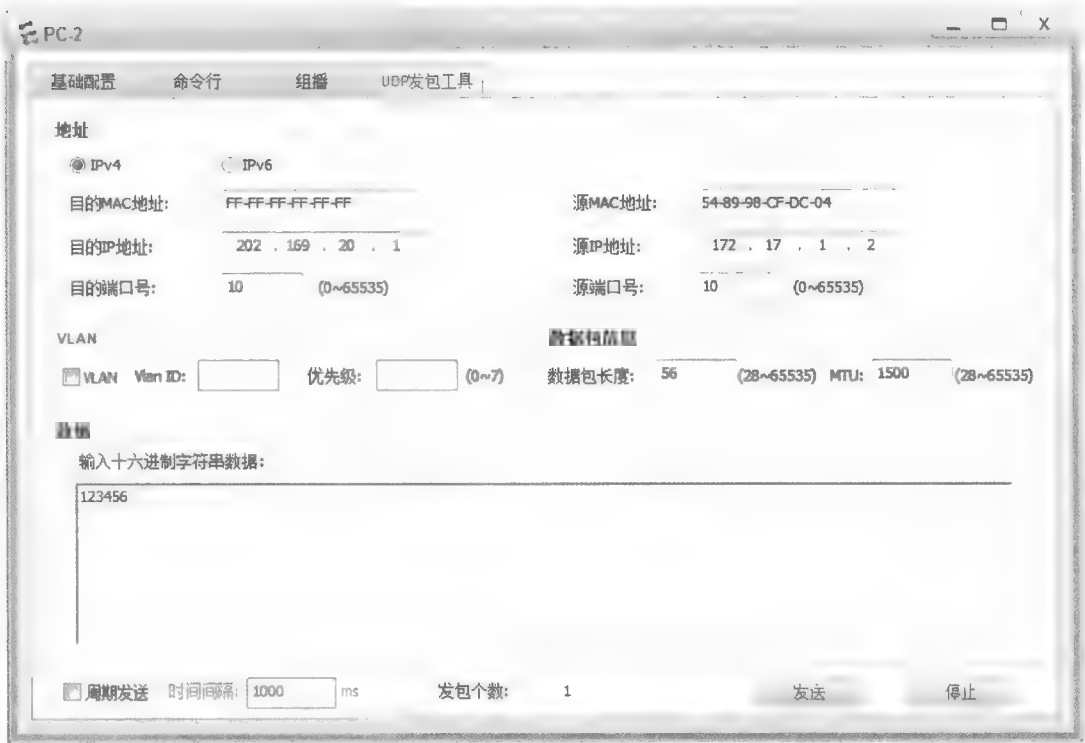 PC-2
基础配置 命令行 组播 UDP发包工具
地址
IPv4 IPv6
目的MAC地址: FF-FF-FF-FF-FF-FF 源MAC地址: 54-89-98-CF-DC-04
目的IP地址: 202 . 169 . 20 . 1 源IP地址: 172 . 17 . 1 . 2
目的端口号: 10 (0~65535) 源端口号: 10 (0~65535)
VLAN 数据包信息
VLAN Vlan ID: 优先级: (0~7) 数据包长度: 56 (28~65535) MTU: 1500 (28~65535)
数据
输入十六进制字符串数据:
123456
周期发送 时间间隔: 1000 ms 发包个数: 1 发送 停止